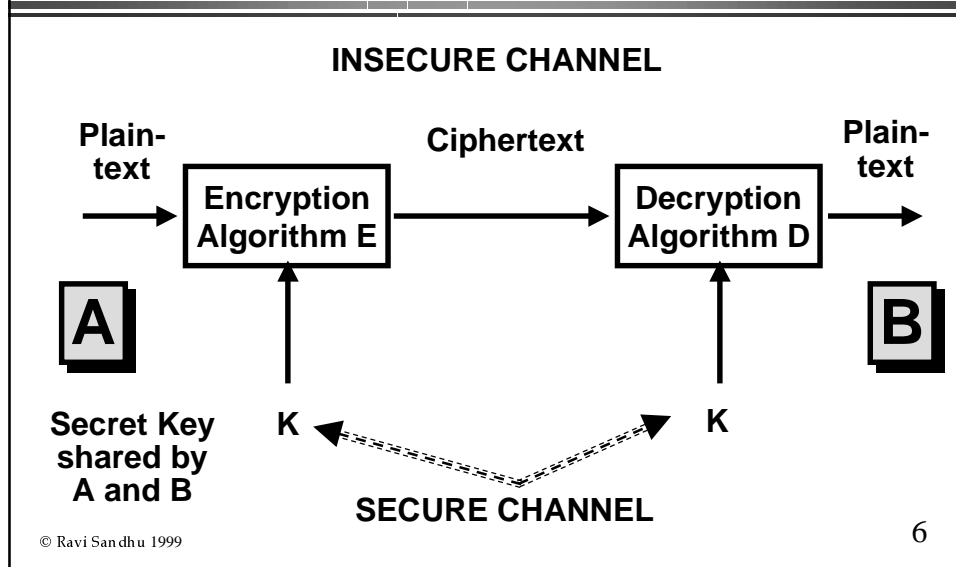 INSECURE CHANNEL
Plain-
text
Ciphertext
Plain-
text
Encryption
Algorithm E
Decryption
Algorithm D
A
B
Secret Key
shared by
A and B
K
K
SECURE CHANNEL
© Ravi Sandhu 1999
6